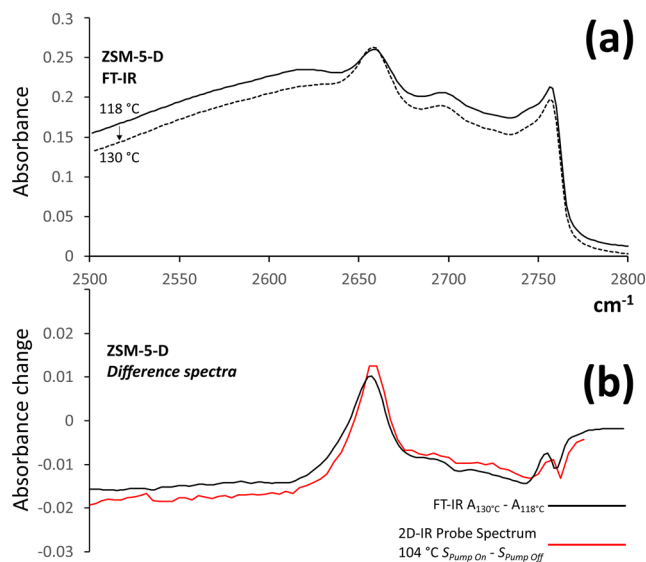 0.3
0.25
0.2
0.15
0.1
0.05
0
Absorbance
ZSM-5-D
FT-IR
(a)
118 °C
130 °C
2500 2550 2600 2650 2700 2750 2800
cm-1
0.02
0.01
0
-0.01
-0.02
-0.03
Absorbance change
ZSM-5-D
Difference spectra
(b)
FT-IR A130°C - A118°C
2D-IR Probe Spectrum
104 °C SPump On - SPump Off